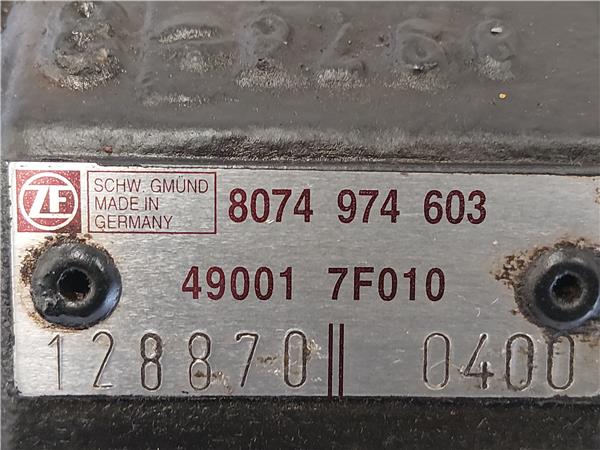 ZF
SCHW. GMÜND
MADE IN
GERMANY
8074 974 603
49001 7F010
128870 || 0400